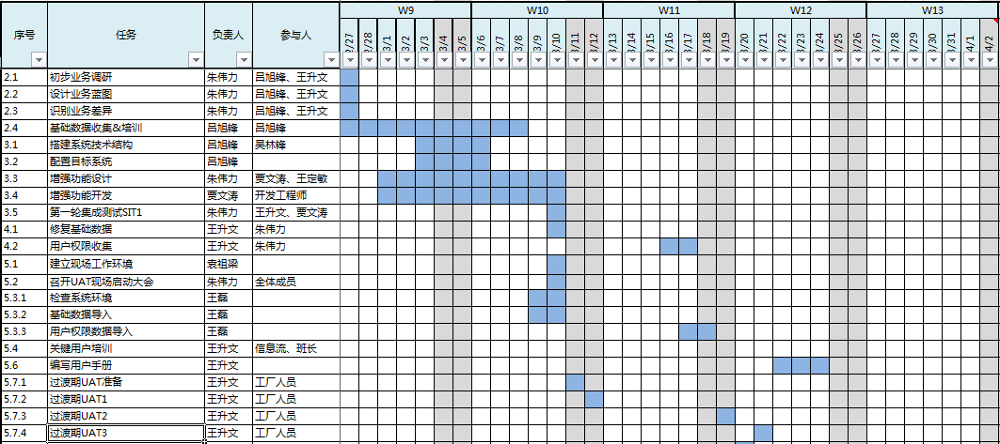 W9 W10 W11 W12 W13
序号 任务 负责人 参与人 2/27 3/28 3/1 3/2 3/3 3/4 3/5 3/6 3/7 3/8 3/9 3/10 3/11 3/12 3/13 3/14 3/15 3/16 3/17 3/18 3/19 3/20 3/21 3/22 3/23 3/24 3/25 3/26 3/27 3/28 3/29 3/30 3/31 4/1 4/2
2.1 初步业务调研 朱伟力 吕旭锋、王升文
2.2 设计业务蓝图 朱伟力 吕旭锋、王升文
2.3 识别业务差异 朱伟力 吕旭锋、王升文
2.4 基础数据收集&培训 吕旭锋 吕旭锋
3.1 搭建系统技术结构 吕旭锋 吴林锋
3.2 配置目标系统 吕旭锋
3.3 增强功能设计 朱伟力 贾文涛、王定敏
3.4 增强功能开发 贾文涛 开发工程师
3.5 第一轮集成测试SIT1 朱伟力 王升文、贾文涛
4.1 修复基础数据 王升文 朱伟力
4.2 用户权限收集 王升文 朱伟力
5.1 建立现场工作环境 袁祖梁
5.2 召开UAT现场启动大会 朱伟力 全体成员
5.3.1 检查系统环境 王磊
5.3.2 基础数据导入 王磊
5.3.3 用户权限数据导入 王磊
5.4 关键用户培训 王升文 信息流、班长
5.6 编写用户手册 王升文
5.7.1 过渡期UAT准备 王升文 工厂人员
5.7.2 过渡期UAT1 王升文 工厂人员
5.7.3 过渡期UAT2 王升文 工厂人员
5.7.4 过渡期UAT3 王升文 工厂人员